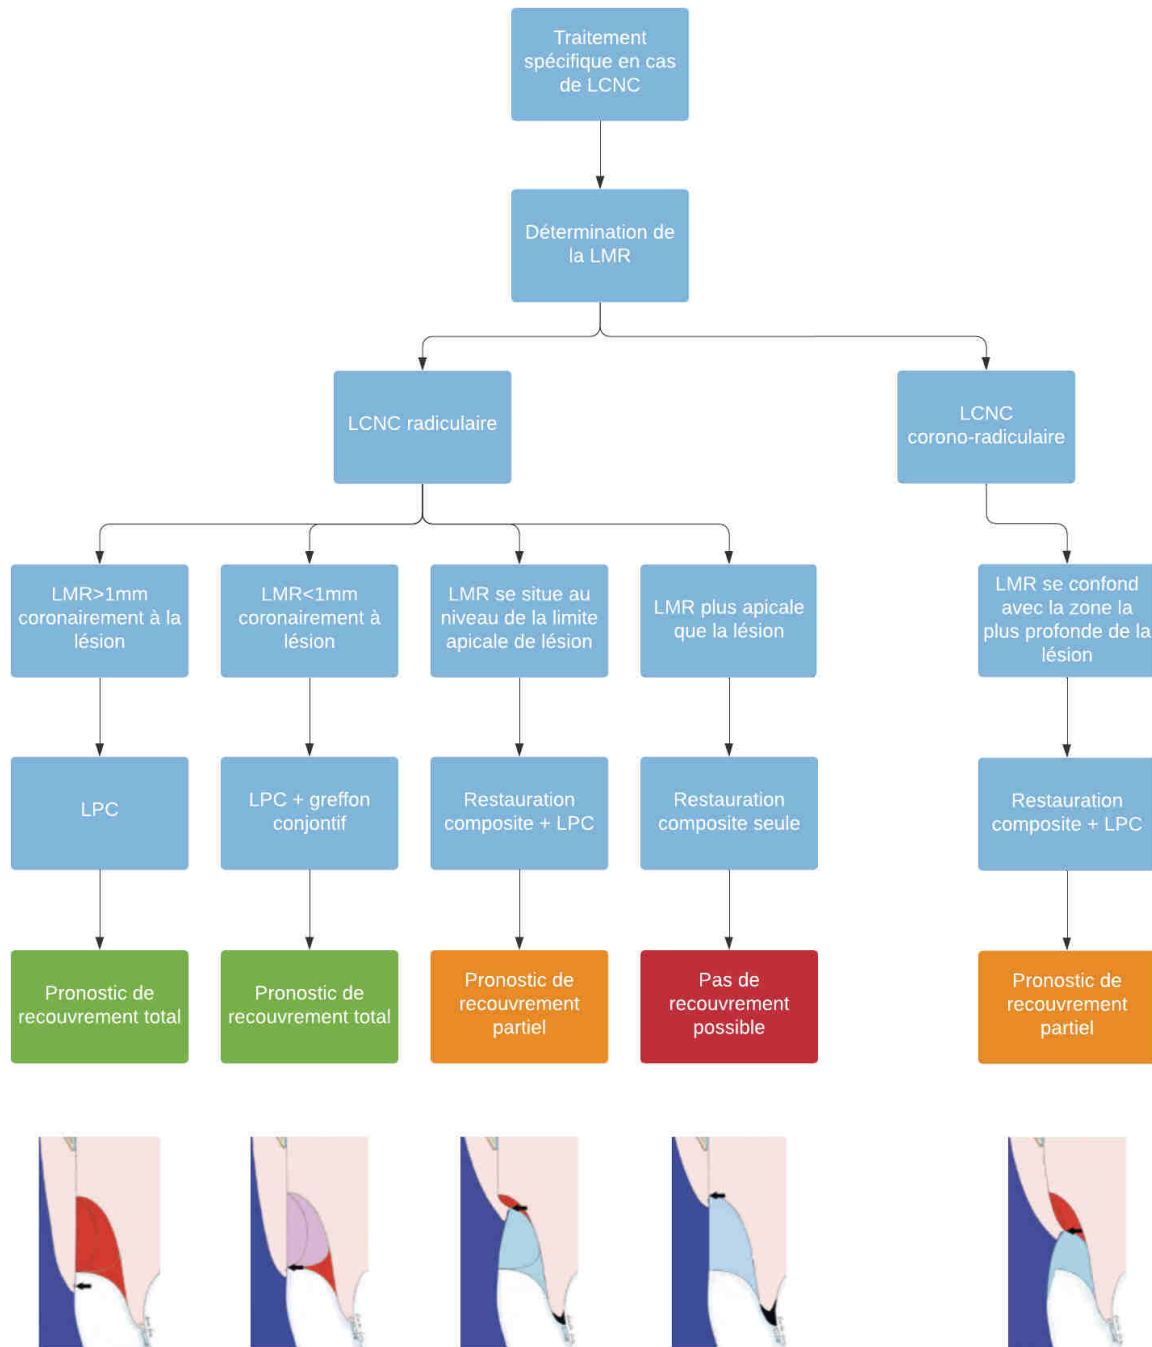 Traitement
spécifique en cas
de LCNC
Détermination de
la LMR
LCNC radiculaire
LCNC
corono-radiculaire
LMR>1mm
coronairement à la
lésion
LMR<1mm
coronairement à
lésion
LMR se situe au
niveau de la limite
apicale de lésion
LMR plus apicale
que la lésion
LMR se confond
avec la zone la
plus profonde de la
lésion
LPC
LPC + greffon
conjontif
Restauration
composite + LPC
Restauration
composite seule
Restauration
composite + LPC
Pronostic de
recouvrement total
Pronostic de
recouvrement total
Pronostic de
recouvrement
partiel
Pas de
recouvrement
possible
Pronostic de
recouvrement
partiel